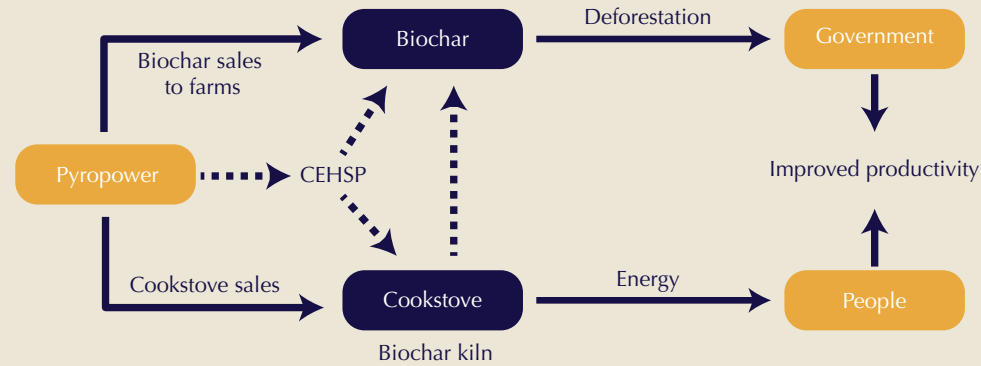 Biochar
Deforestation
Government
Biochar sales
to farms
Pyropower
CEHSP
Improved productivity
Cookstove sales
Cookstove
Energy
People
Biochar kiln